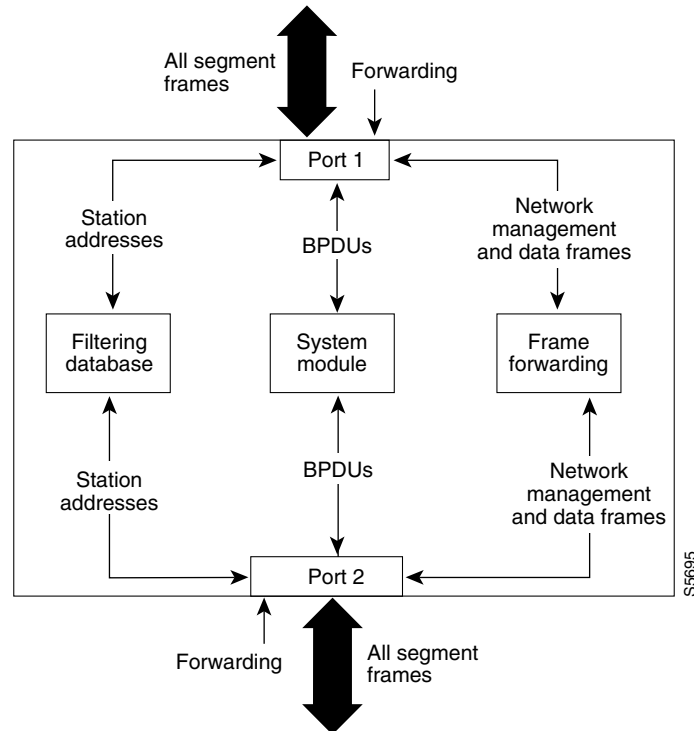 All segment
frames
Forwarding
Port 1
Station
addresses
BPDUs
Network
management
and data frames
Filtering
database
System
module
Frame
forwarding
Station
addresses
BPDUs
Network
management
and data frames
Port 2
S5695
Forwarding
All segment
frames